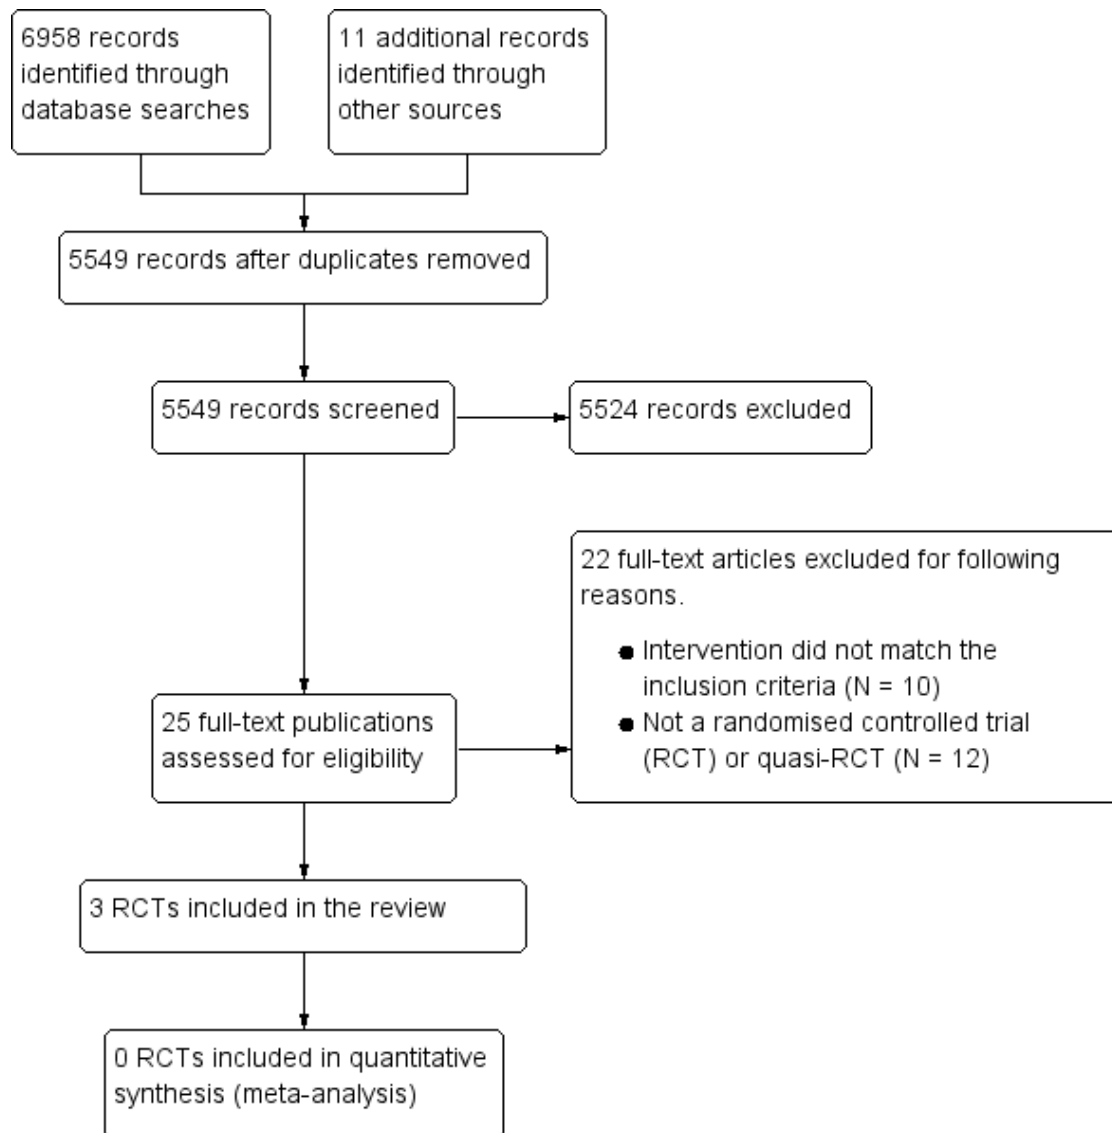 6958 records
identified through
database searches
11 additional records
identified through
other sources
5549 records after duplicates removed
5549 records screened
5524 records excluded
22 full-text articles excluded for following
reasons.
● Intervention did not match the
inclusion criteria (N = 10)
● Not a randomised controlled trial
(RCT) or quasi-RCT (N = 12)
25 full-text publications
assessed for eligibility
3 RCTs included in the review
0 RCTs included in quantitative
synthesis (meta-analysis)